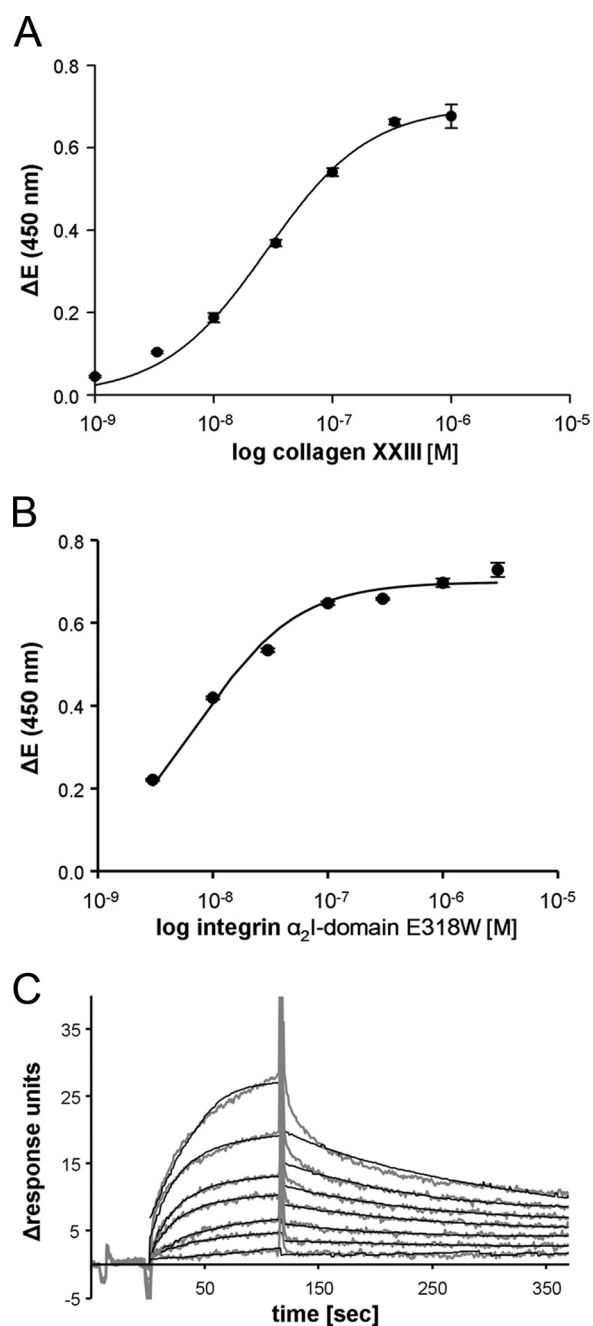 A
0.8
0.6
0.4
0.2
0.0
ΔE (450 nm)
10⁻⁹ 10⁻⁸ 10⁻⁷ 10⁻⁶ 10⁻⁵
log collagen XXIII [M]
B
0.8
0.6
0.4
0.2
0.0
ΔE (450 nm)
10⁻⁹ 10⁻⁸ 10⁻⁷ 10⁻⁶ 10⁻⁵
log integrin α₂I-domain E318W [M]
C
35
25
15
5
-5
Δresponse units
50 150 250 350
time [sec]